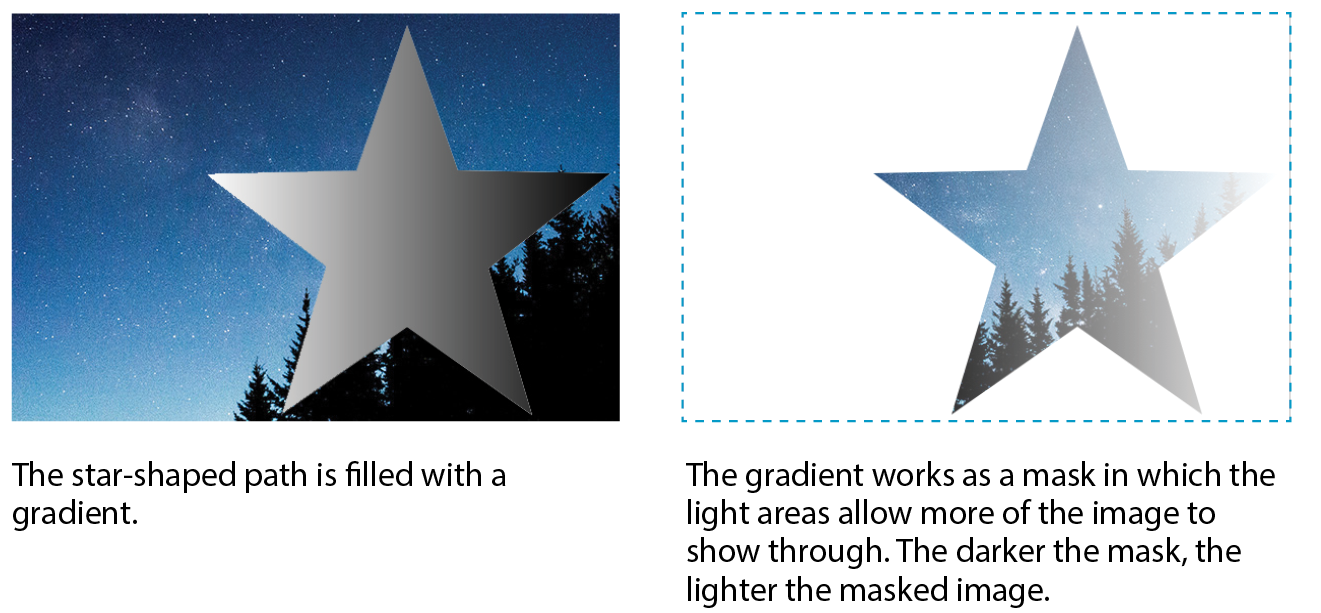 The star-shaped path is filled with a
gradient.
The gradient works as a mask in which the
light areas allow more of the image to
show through. The darker the mask, the
lighter the masked image.